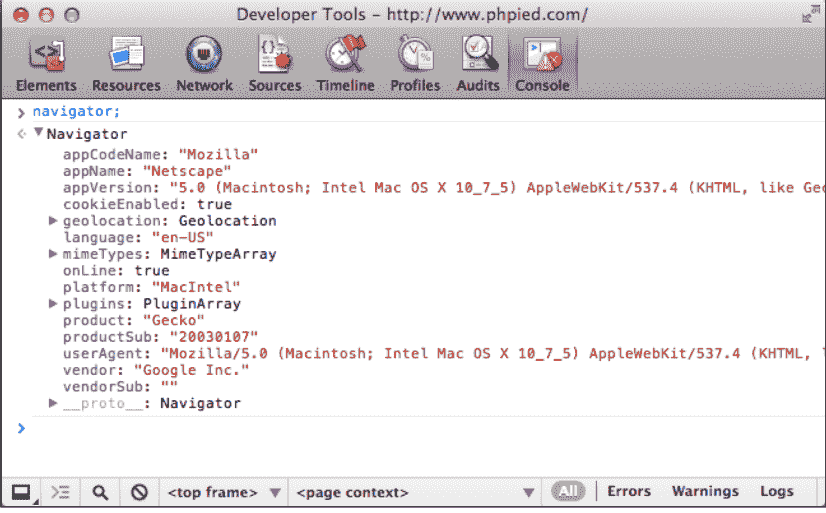 Developer Tools - http://www.phpied.com/
Elements Resources Network Sources Timeline Profiles Audits Console
navigator;
Navigator
appCodeName: "Mozilla"
appName: "Netscape"
appVersion: "5.0 (Macintosh; Intel Mac OS X 10_7_5) AppleWebKit/537.4 (KHTML, like Gec
cookieEnabled: true
geolocation: Geolocation
language: "en-US"
mimeTypes: MimeTypeArray
onLine: true
platform: "MacIntel"
plugins: PluginArray
product: "Gecko"
productSub: "20030107"
userAgent: "Mozilla/5.0 (Macintosh; Intel Mac OS X 10_7_5) AppleWebKit/537.4 (KHTML, l
vendor: "Google Inc."
vendorSub: ""
__proto__: Navigator
<top frame> <page context> All Errors Warnings Logs